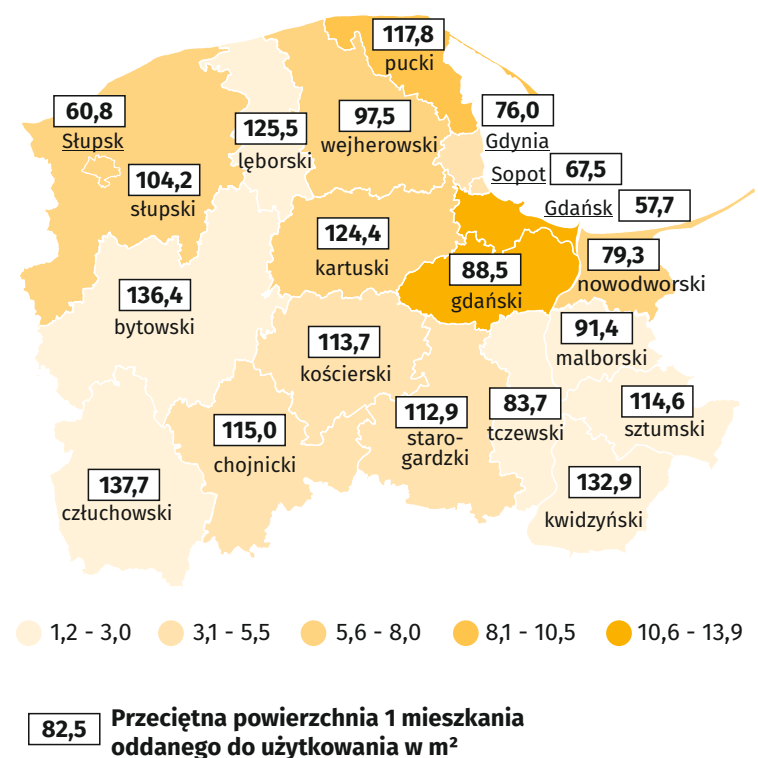 117,8
pucki
60,8
Słupsk
125,5
lęborski
97,5
wejherowski
76,0
Gdynia
Sopot 67,5
104,2
słupski
Gdańsk 57,7
124,4
kartuski
88,5
gdański
79,3
nowodworski
136,4
bytowski
113,7
kościerski
91,4
malborski
115,0
chojnicki
112,9
staro-
gardzki
83,7
tczewski
114,6
sztumski
137,7
człuchowski
132,9
kwidzyński
1,2 - 3,0 3,1 - 5,5 5,6 - 8,0 8,1 - 10,5 10,6 - 13,9
82,5 Przeciętna powierzchnia 1 mieszkania
oddanego do użytkowania w m²